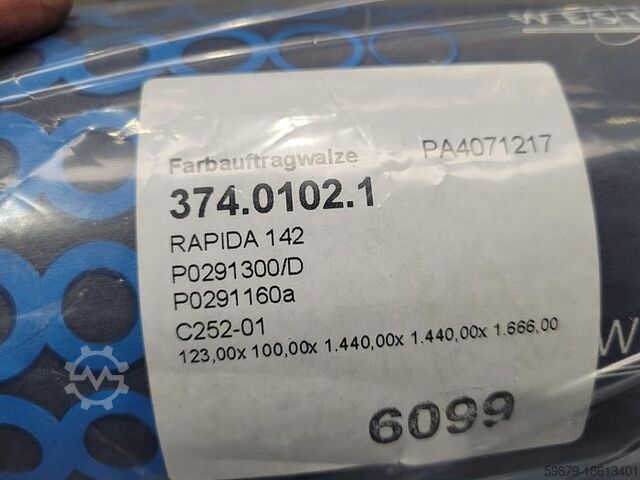 Farbauftragwalze PA4071217
374.0102.1
RAPIDA 142
P0291300/D
P0291160a
C252-01
123,00x 100,00x 1.440,00x 1.440,00x 1.666,00
6099
59879-18613401